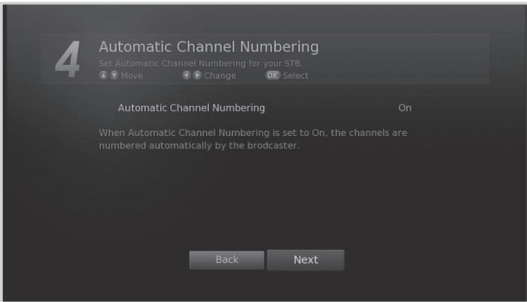 4
Automatic Channel Numbering
Set Automatic Channel Numbering for your STB.
Move Change OK Select
Automatic Channel Numbering On
When Automatic Channel Numbering is set to On, the channels are
numbered automatically by the brodcaster.
Back Next